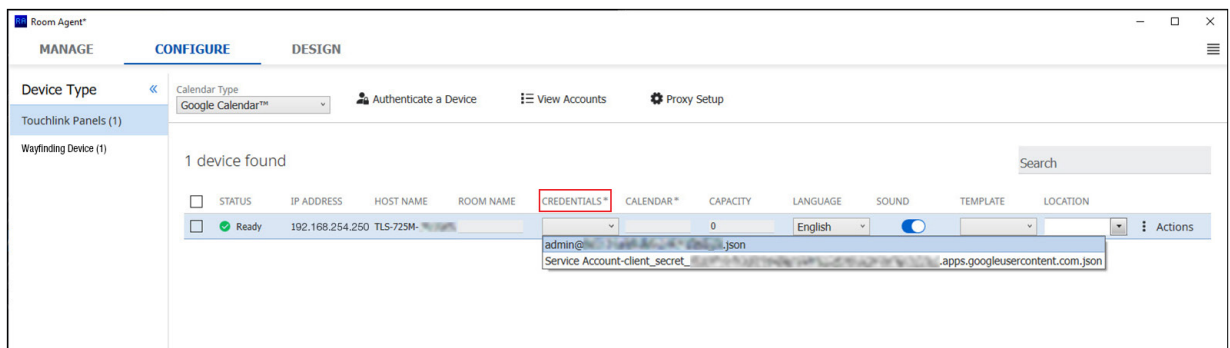 RA Room Agent*
MANAGE CONFIGURE DESIGN
Device Type «
Touchlink Panels (1)
Wayfinding Device (1)
Calendar Type
Google Calendar™ Authenticate a Device View Accounts Proxy Setup
1 device found Search
STATUS IP ADDRESS HOST NAME ROOM NAME CREDENTIALS* CALENDAR* CAPACITY LANGUAGE SOUND TEMPLATE LOCATION
Ready 192.168.254.250 TLS-725M- 0 English Actions
admin@ .json
Service Account-client_secret_ .apps.googleusercontent.com.json